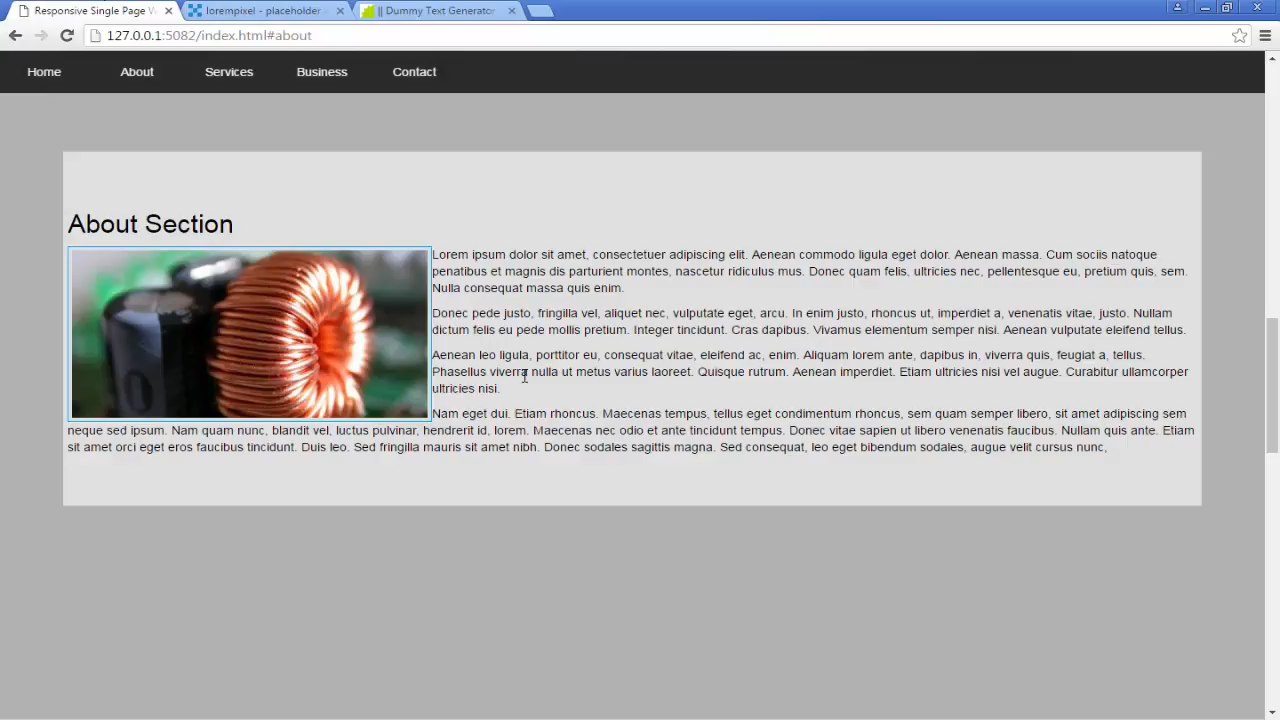 Responsive Single Page W
lorempixel - placeholder
|| Dummy Text Generator
127.0.0.1:5082/index.html#about
Home About Services Business Contact
About Section
Lorem ipsum dolor sit amet, consectetuer adipiscing elit. Aenean commodo ligula eget dolor. Aenean massa. Cum sociis natoque
penatibus et magnis dis parturient montes, nascetur ridiculus mus. Donec quam felis, ultricies nec, pellentesque eu, pretium quis, sem.
Nulla consequat massa quis enim.
Donec pede justo, fringilla vel, aliquet nec, vulputate eget, arcu. In enim justo, rhoncus ut, imperdiet a, venenatis vitae, justo. Nullam
dictum felis eu pede mollis pretium. Integer tincidunt. Cras dapibus. Vivamus elementum semper nisi. Aenean vulputate eleifend tellus.
Aenean leo ligula, porttitor eu, consequat vitae, eleifend ac, enim. Aliquam lorem ante, dapibus in, viverra quis, feugiat a, tellus.
Phasellus viverra nulla ut metus varius laoreet. Quisque rutrum. Aenean imperdiet. Etiam ultricies nisi vel augue. Curabitur ullamcorper
ultricies nisi.
Nam eget dui. Etiam rhoncus. Maecenas tempus, tellus eget condimentum rhoncus, sem quam semper libero, sit amet adipiscing sem
neque sed ipsum. Nam quam nunc, blandit vel, luctus pulvinar, hendrerit id, lorem. Maecenas nec odio et ante tincidunt tempus. Donec vitae sapien ut libero venenatis faucibus. Nullam quis ante. Etiam
sit amet orci eget eros faucibus tincidunt. Duis leo. Sed fringilla mauris sit amet nibh. Donec sodales sagittis magna. Sed consequat, leo eget bibendum sodales, augue velit cursus nunc,